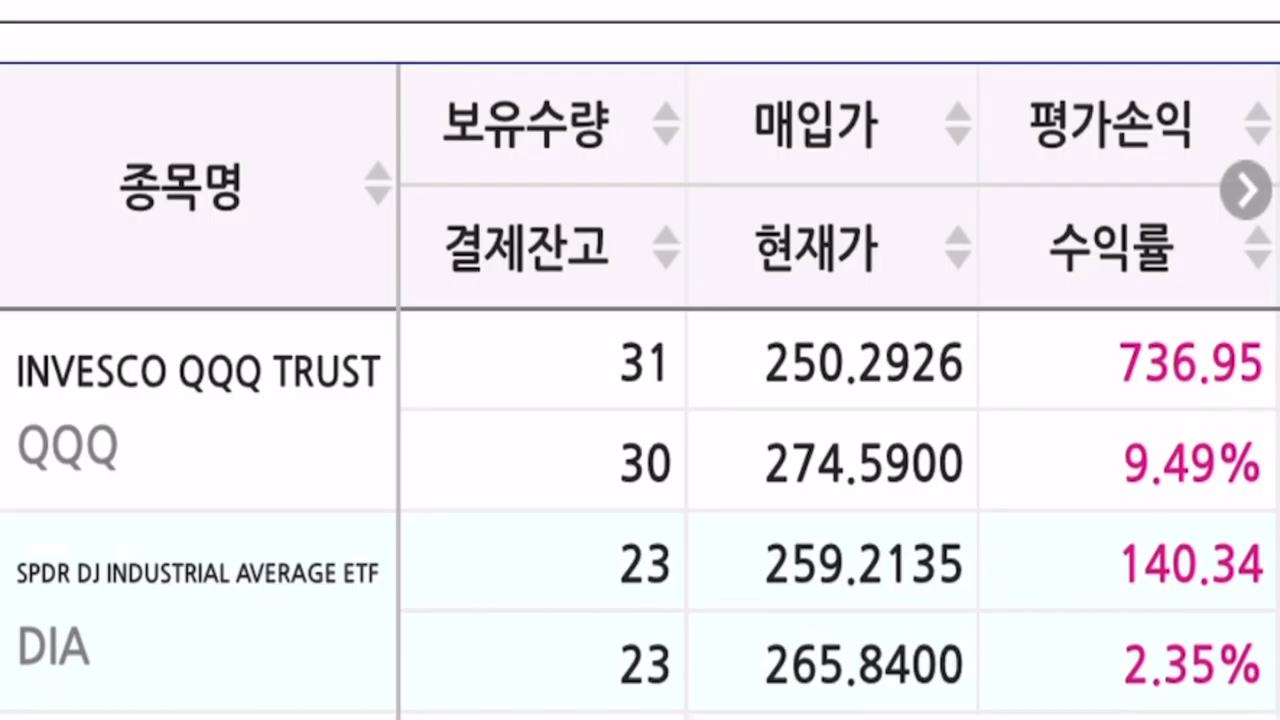 종목명
보유수량 매입가 평가손익
결제잔고 현재가 수익률
INVESCO QQQ TRUST 31 250.2926 736.95
QQQ 30 274.5900 9.49%
SPDR DJ INDUSTRIAL AVERAGE ETF 23 259.2135 140.34
DIA 23 265.8400 2.35%